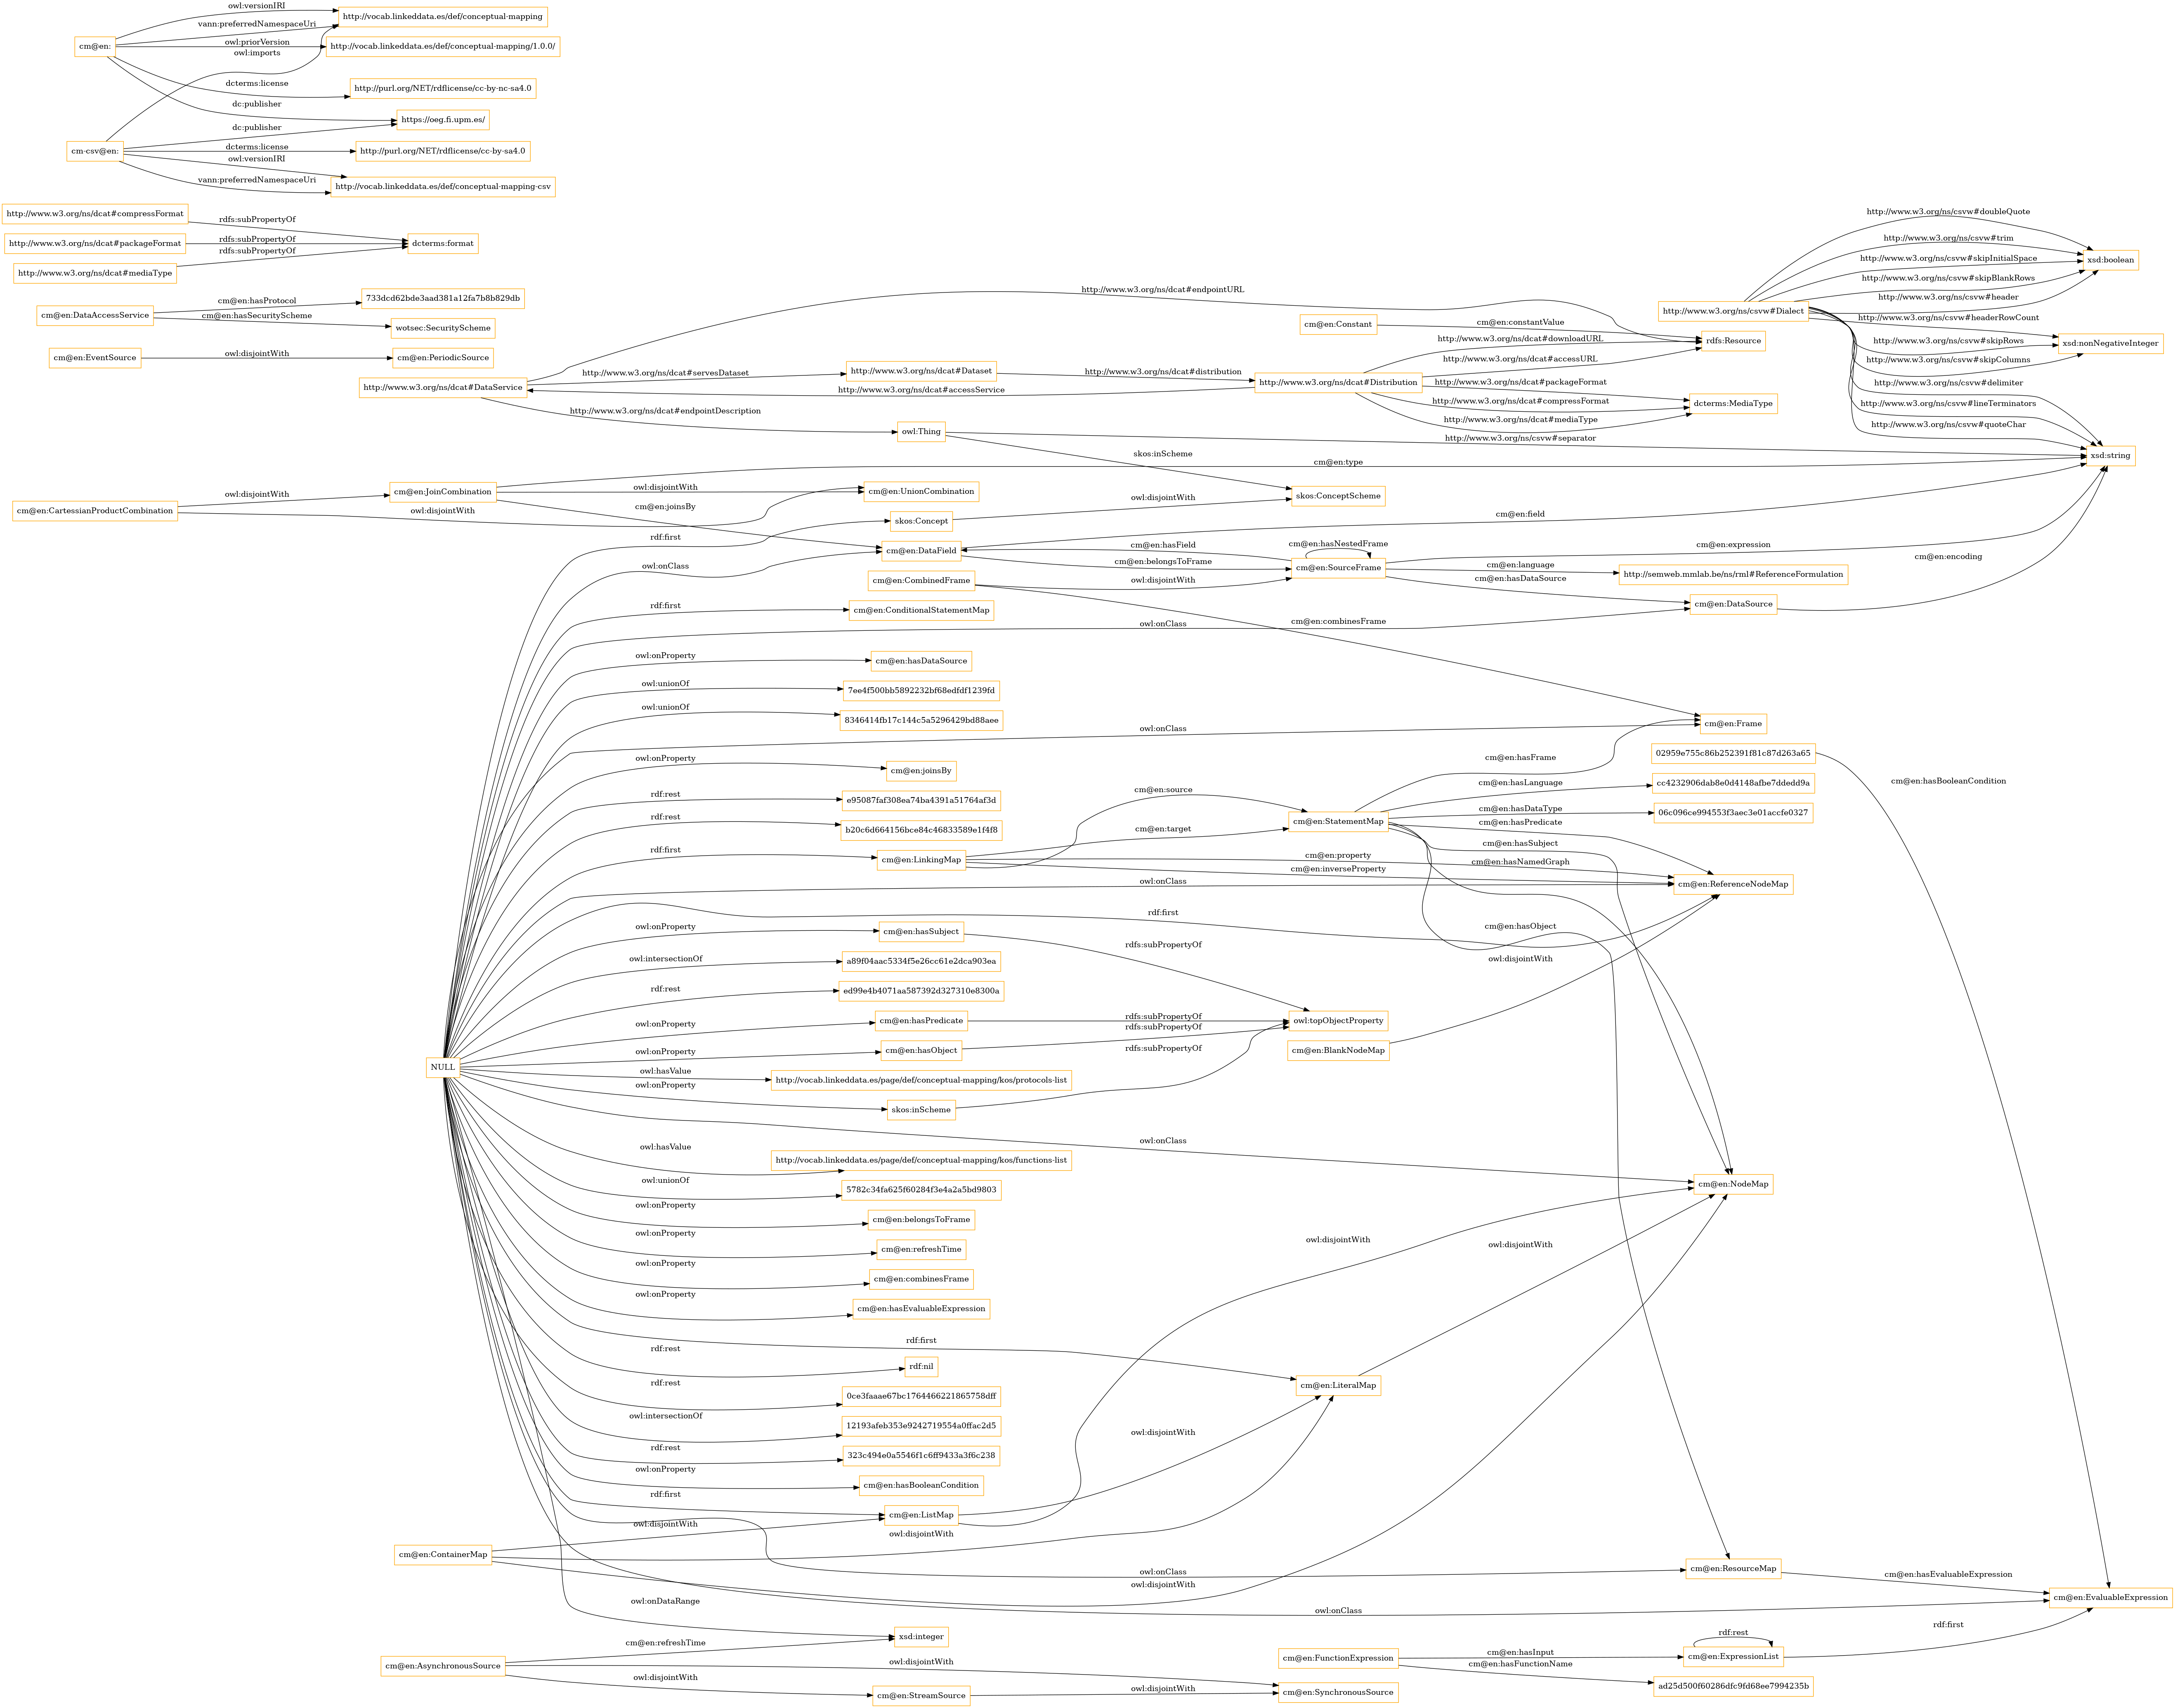 owl:versionIRI
http://vocab.linkeddata.es/def/conceptual-mapping
vann:preferredNamespaceUri
cm@en:
owl:priorVersion
http://vocab.linkeddata.es/def/conceptual-mapping/1.0.0/
owl:imports
dcterms:license
http://purl.org/NET/rdflicense/cc-by-nc-sa4.0
dc:publisher
https://oeg.fi.upm.es/
dc:publisher
cm-csv@en:
dcterms:license
http://purl.org/NET/rdflicense/cc-by-sa4.0
owl:versionIRI
vann:preferredNamespaceUri
http://vocab.linkeddata.es/def/conceptual-mapping-csv
http://www.w3.org/ns/dcat#compressFormat
rdfs:subPropertyOf
http://www.w3.org/ns/dcat#packageFormat
rdfs:subPropertyOf
dcterms:format
rdfs:subPropertyOf
http://www.w3.org/ns/dcat#mediaType
http://www.w3.org/ns/csvw#doubleQuote
http://www.w3.org/ns/csvw#trim
http://www.w3.org/ns/csvw#skipInitialSpace
xsd:boolean
http://www.w3.org/ns/csvw#skipBlankRows
http://www.w3.org/ns/csvw#header
http://www.w3.org/ns/csvw#Dialect
http://www.w3.org/ns/csvw#headerRowCount
http://www.w3.org/ns/csvw#skipRows
xsd:nonNegativeInteger
http://www.w3.org/ns/csvw#skipColumns
http://www.w3.org/ns/csvw#delimiter
http://www.w3.org/ns/csvw#lineTerminators
http://www.w3.org/ns/csvw#quoteChar
xsd:string
cm@en:DataAccessService
cm@en:hasProtocol
733dcd62bde3aad381a12fa7b8b829db
cm@en:hasSecurityScheme
wotsec:SecurityScheme
cm@en:EventSource
owl:disjointWith
cm@en:PeriodicSource
http://www.w3.org/ns/dcat#endpointURL
cm@en:Constant
cm@en:constantValue
rdfs:Resource
http://www.w3.org/ns/dcat#downloadURL
http://www.w3.org/ns/dcat#accessURL
http://www.w3.org/ns/dcat#DataService
http://www.w3.org/ns/dcat#servesDataset
http://www.w3.org/ns/dcat#Dataset
http://www.w3.org/ns/dcat#distribution
http://www.w3.org/ns/dcat#Distribution
http://www.w3.org/ns/dcat#accessService
http://www.w3.org/ns/dcat#packageFormat
http://www.w3.org/ns/dcat#compressFormat
dcterms:MediaType
http://www.w3.org/ns/dcat#mediaType
http://www.w3.org/ns/dcat#endpointDescription
owl:Thing
http://www.w3.org/ns/csvw#separator
skos:inScheme
cm@en:type
cm@en:CartessianProductCombination
owl:disjointWith
cm@en:JoinCombination
owl:disjointWith
cm@en:UnionCombination
owl:disjointWith
cm@en:joinsBy
owl:disjointWith
skos:ConceptScheme
skos:Concept
rdf:first
cm@en:field
cm@en:DataField
cm@en:hasField
cm@en:hasNestedFrame
cm@en:belongsToFrame
cm@en:SourceFrame
cm@en:expression
cm@en:encoding
cm@en:language
http://semweb.mmlab.be/ns/rml#ReferenceFormulation
cm@en:hasDataSource
cm@en:DataSource
owl:onClass
cm@en:CombinedFrame
owl:disjointWith
cm@en:combinesFrame
rdf:first
cm@en:ConditionalStatementMap
owl:onClass
owl:onProperty
cm@en:hasDataSource
owl:unionOf
7ee4f500bb5892232bf68edfdf1239fd
owl:unionOf
8346414fb17c144c5a5296429bd88aee
owl:onClass
cm@en:Frame
cm@en:hasFrame
02959e755c86b252391f81c87d263a65
cm@en:hasBooleanCondition
owl:onProperty
cm@en:joinsBy
cm@en:source
cm@en:hasLanguage
cc4232906dab8e0d4148afbe7ddedd9a
rdf:rest
e95087faf308ea74ba4391a51764af3d
cm@en:hasDataType
06c096ce994553f3aec3e01accfe0327
rdf:rest
b20c6d664156bce84c46833589e1f4f8
cm@en:target
cm@en:StatementMap
cm@en:hasPredicate
cm@en:hasSubject
rdf:first
cm@en:LinkingMap
cm@en:property
cm@en:hasNamedGraph
cm@en:inverseProperty
owl:onClass
cm@en:ReferenceNodeMap
rdf:first
owl:onProperty
cm@en:hasSubject
rdfs:subPropertyOf
cm@en:hasObject
owl:intersectionOf
a89f04aac5334f5e26cc61e2dca903ea
owl:disjointWith
rdf:rest
ed99e4b4071aa587392d327310e8300a
owl:onProperty
cm@en:hasPredicate
rdfs:subPropertyOf
owl:topObjectProperty
rdfs:subPropertyOf
owl:onProperty
cm@en:hasObject
rdfs:subPropertyOf
cm@en:BlankNodeMap
NULL
owl:hasValue
http://vocab.linkeddata.es/page/def/conceptual-mapping/kos/protocols-list
owl:onProperty
skos:inScheme
owl:onClass
owl:hasValue
http://vocab.linkeddata.es/page/def/conceptual-mapping/kos/functions-list
cm@en:NodeMap
owl:unionOf
5782c34fa625f60284f3e4a2a5bd9803
owl:onProperty
cm@en:belongsToFrame
owl:onProperty
cm@en:refreshTime
owl:disjointWith
owl:disjointWith
owl:onProperty
cm@en:combinesFrame
owl:onProperty
cm@en:hasEvaluableExpression
rdf:first
rdf:rest
rdf:nil
cm@en:LiteralMap
rdf:rest
0ce3faaae67bc1764466221865758dff
owl:intersectionOf
12193afeb353e9242719554a0ffac2d5
owl:disjointWith
rdf:rest
323c494e0a5546f1c6ff9433a3f6c238
owl:onProperty
cm@en:hasBooleanCondition
rdf:first
cm@en:ListMap
owl:disjointWith
owl:disjointWith
cm@en:ContainerMap
owl:onClass
cm@en:ResourceMap
cm@en:hasEvaluableExpression
owl:disjointWith
cm@en:EvaluableExpression
owl:onDataRange
owl:onClass
xsd:integer
cm@en:refreshTime
rdf:first
rdf:rest
cm@en:AsynchronousSource
owl:disjointWith
cm@en:FunctionExpression
cm@en:hasInput
cm@en:ExpressionList
cm@en:hasFunctionName
ad25d500f60286dfc9fd68ee7994235b
owl:disjointWith
cm@en:StreamSource
owl:disjointWith
cm@en:SynchronousSource